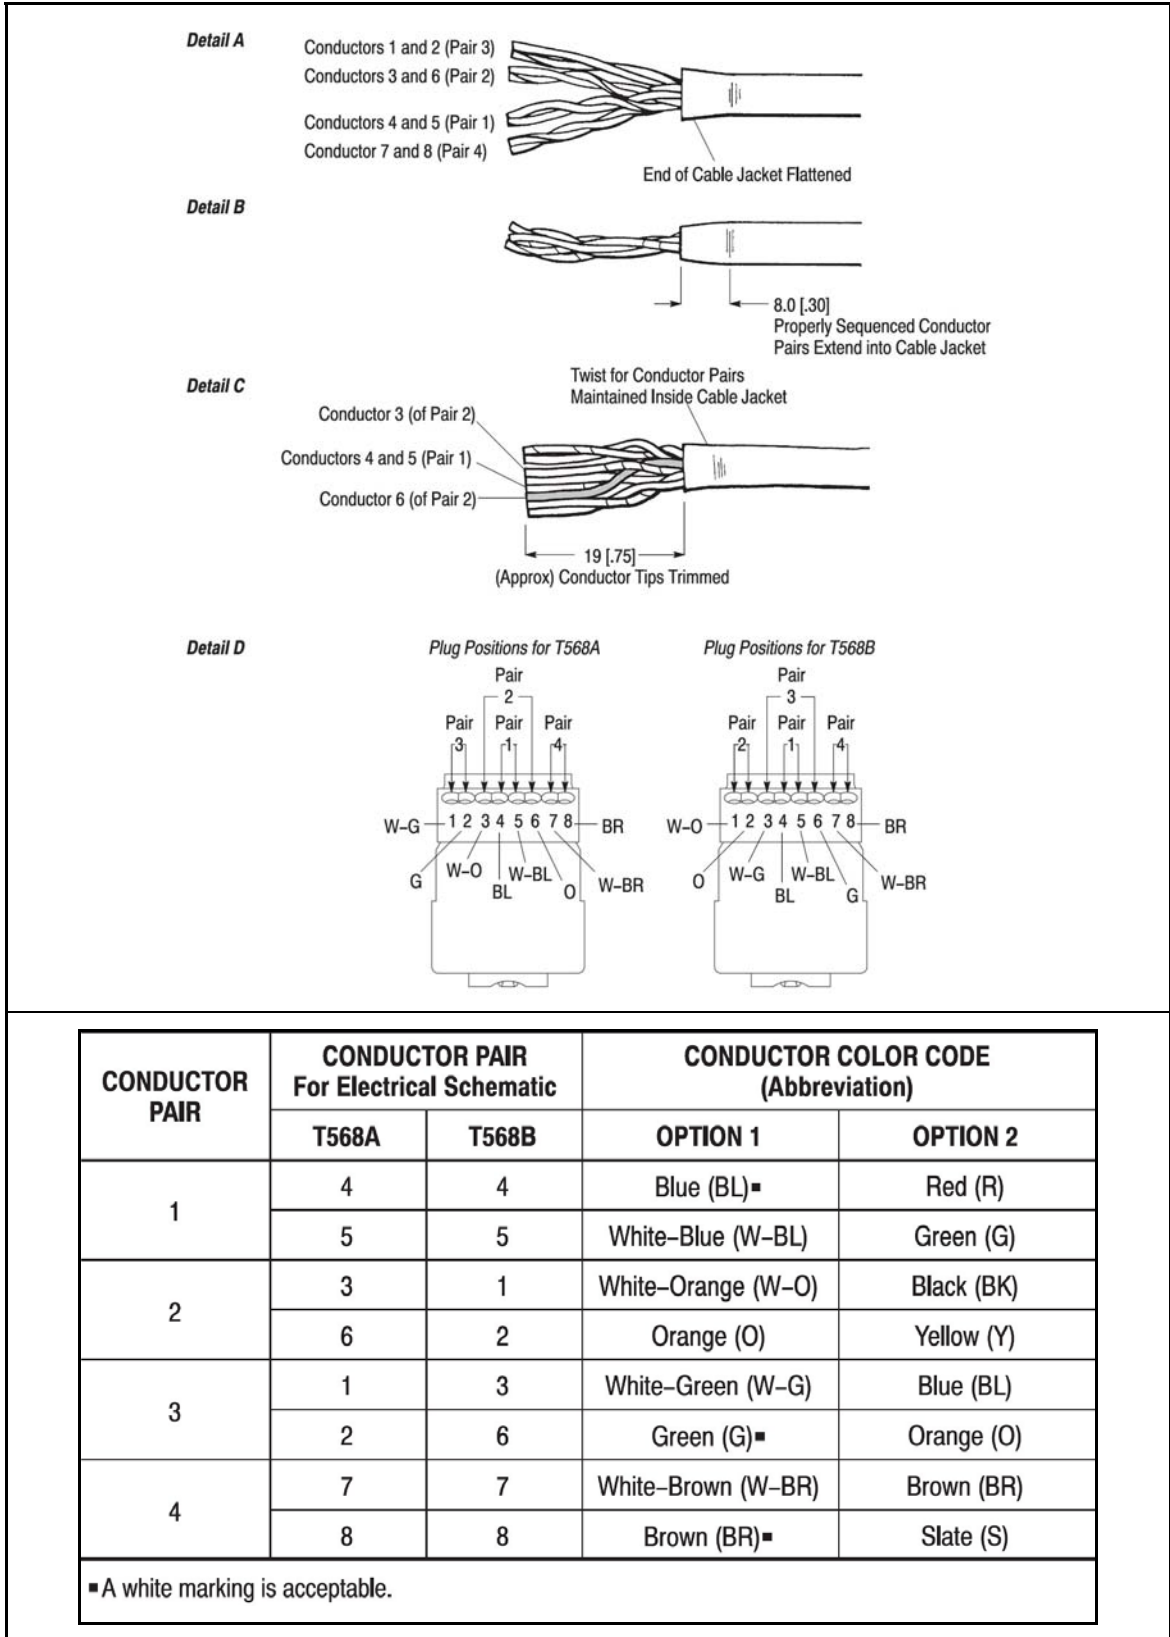 Detail A
Conductors 1 and 2 (Pair 3)
Conductors 3 and 6 (Pair 2)
Conductors 4 and 5 (Pair 1)
Conductor 7 and 8 (Pair 4)
End of Cable Jacket Flattened
Detail B
8.0 [.30]
Properly Sequenced Conductor
Pairs Extend into Cable Jacket
Detail C
Twist for Conductor Pairs
Maintained Inside Cable Jacket
Conductor 3 (of Pair 2)
Conductors 4 and 5 (Pair 1)
Conductor 6 (of Pair 2)
19 [.75]
(Approx) Conductor Tips Trimmed
Detail D
Plug Positions for T568A
Pair
2
Pair Pair Pair
3 1 4
W–G 1 2 3 4 5 6 7 8 BR
G W–O BL W–BL O W–BR
Plug Positions for T568B
Pair
3
Pair Pair Pair
2 1 4
W–O 1 2 3 4 5 6 7 8 BR
O W–G BL W–BL G W–BR
CONDUCTOR PAIR
CONDUCTOR PAIR For Electrical Schematic
CONDUCTOR COLOR CODE (Abbreviation)
T568A T568B OPTION 1 OPTION 2
1 4 4 Blue (BL)▪ Red (R)
5 5 White–Blue (W–BL) Green (G)
2 3 1 White–Orange (W–O) Black (BK)
6 2 Orange (O) Yellow (Y)
3 1 3 White–Green (W–G) Blue (BL)
2 6 Green (G)▪ Orange (O)
4 7 7 White–Brown (W–BR) Brown (BR)
8 8 Brown (BR)▪ Slate (S)
▪ A white marking is acceptable.